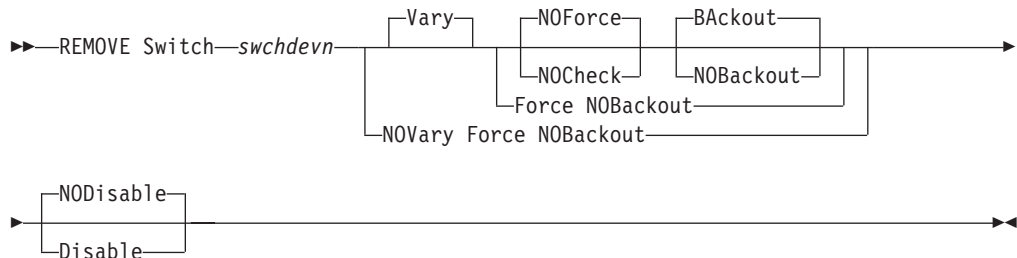 Vary NOForce BAckout
REMOVE Switch swchdevn
NOCheck NOBackout
Force NOBackout
NOVary Force NOBackout
NODisable
Disable